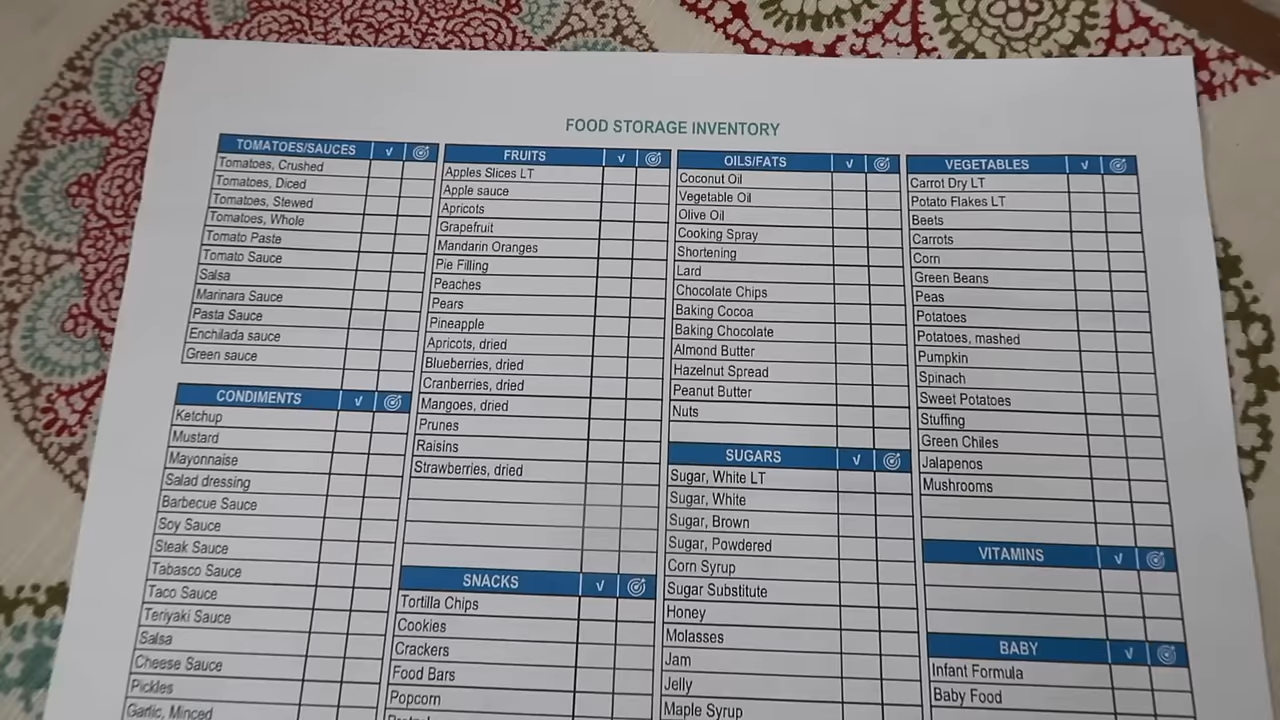 FOOD STORAGE INVENTORY
TOMATOES/SAUCES √
Tomatoes, Crushed
Tomatoes, Diced
Tomatoes, Stewed
Tomatoes, Whole
Tomato Paste
Tomato Sauce
Salsa
Marinara Sauce
Pasta Sauce
Enchilada sauce
Green sauce
CONDIMENTS √
Ketchup
Mustard
Mayonnaise
Salad dressing
Barbecue Sauce
Soy Sauce
Steak Sauce
Tabasco Sauce
Taco Sauce
Teriyaki Sauce
Salsa
Cheese Sauce
Pickles
Garlic, Minced
FRUITS √
Apples Slices LT
Apple sauce
Apricots
Grapefruit
Mandarin Oranges
Pie Filling
Peaches
Pears
Pineapple
Apricots, dried
Blueberries, dried
Cranberries, dried
Mangoes, dried
Prunes
Raisins
Strawberries, dried
SNACKS √
Tortilla Chips
Cookies
Crackers
Food Bars
Popcorn
OILS/FATS √
Coconut Oil
Vegetable Oil
Olive Oil
Cooking Spray
Shortening
Lard
Chocolate Chips
Baking Cocoa
Baking Chocolate
Almond Butter
Hazelnut Spread
Peanut Butter
Nuts
SUGARS √
Sugar, White LT
Sugar, White
Sugar, Brown
Sugar, Powdered
Corn Syrup
Sugar Substitute
Honey
Molasses
Jam
Jelly
Maple Syrup
VEGETABLES √
Carrot Dry LT
Potato Flakes LT
Beets
Carrots
Corn
Green Beans
Peas
Potatoes
Potatoes, mashed
Pumpkin
Spinach
Sweet Potatoes
Stuffing
Green Chiles
Jalapenos
Mushrooms
VITAMINS √
BABY √
Infant Formula
Baby Food